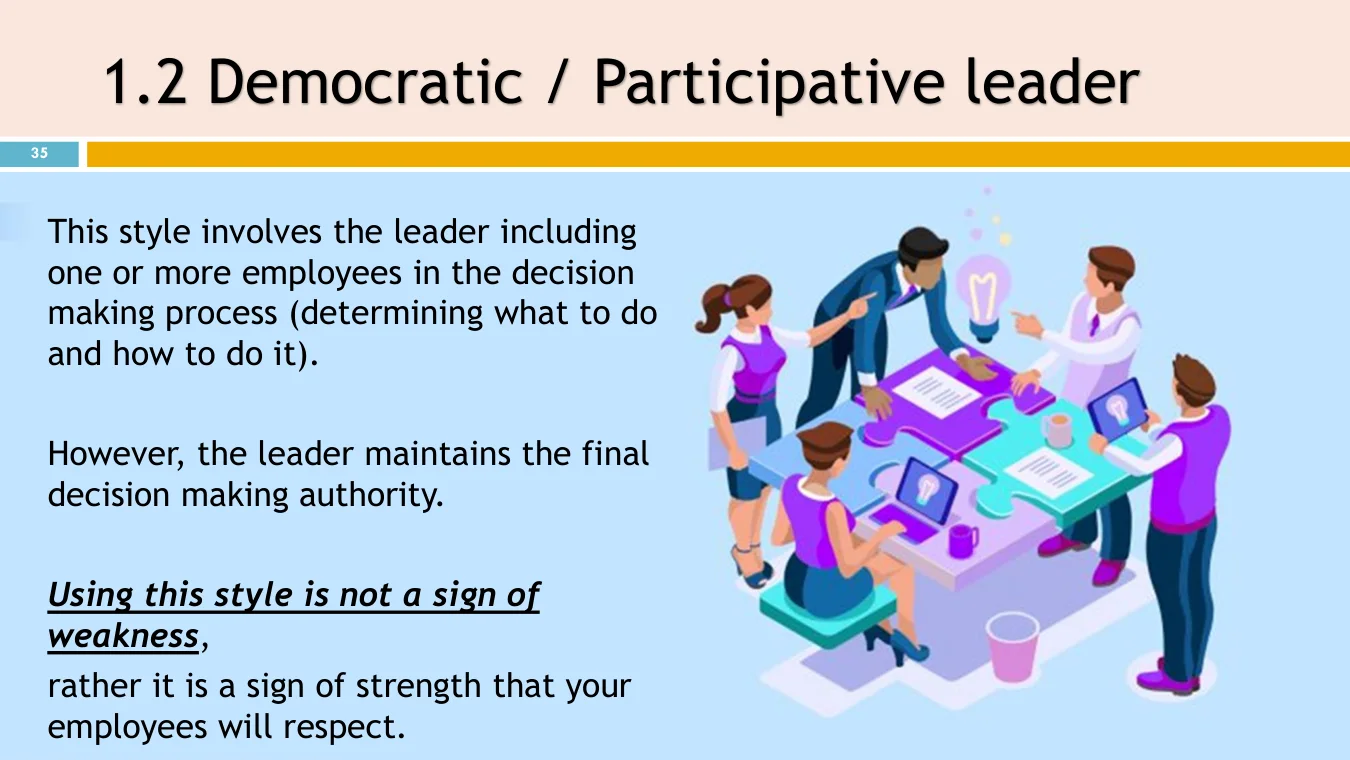 1.2 Democratic / Participative leader
35
This style involves the leader including
one or more employees in the decision
making process (determining what to do
and how to do it).
However, the leader maintains the final
decision making authority.
Using this style is not a sign of
weakness,
rather it is a sign of strength that your
employees will respect.